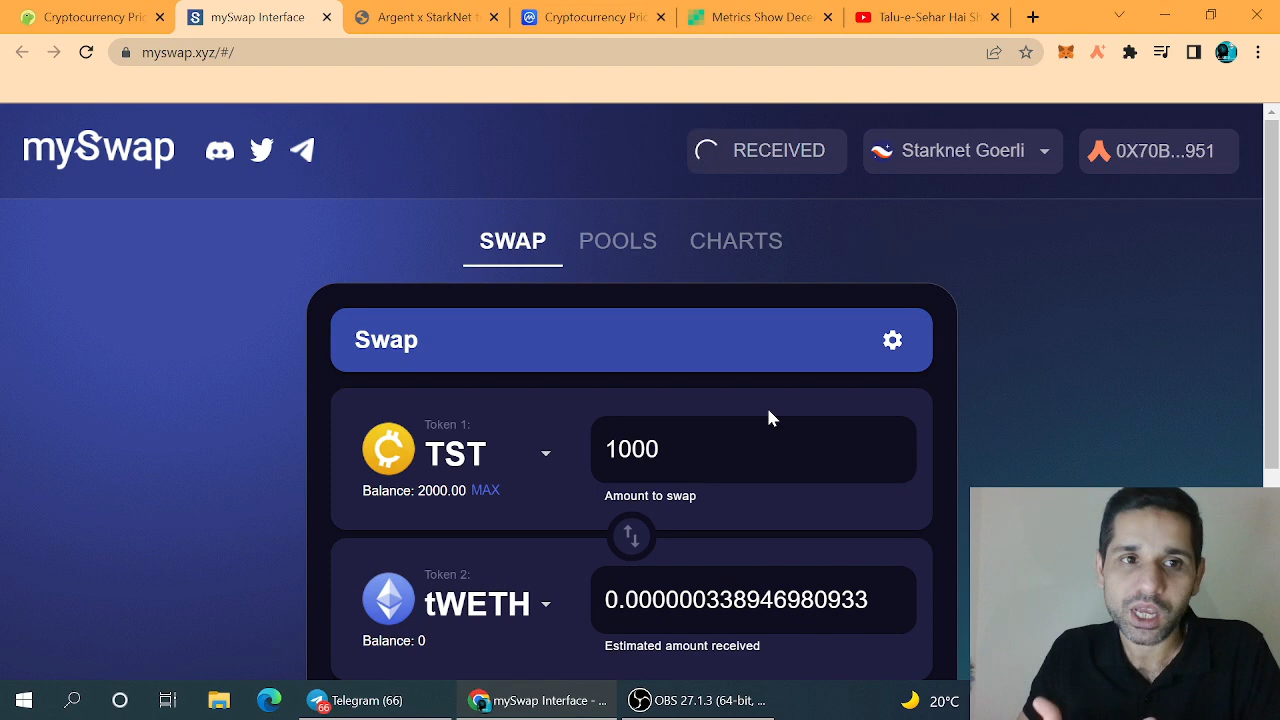 Cryptocurrency Pric
mySwap Interface
Argent x StarkNet t
Cryptocurrency Pric
Metrics Show Dece
Talu-e-Sehar Hai Sh
myswap.xyz/#/
mySwap
RECEIVED
Starknet Goerli
0X70B...951
SWAP
POOLS
CHARTS
Swap
Token 1:
TST
Balance: 2000.00 MAX
1000
Amount to swap
Token 2:
tWETH
Balance: 0
0.000000338946980933
Estimated amount received
Telegram (66)
66
mySwap Interface - ...
OBS 27.1.3 (64-bit, ...
20°C